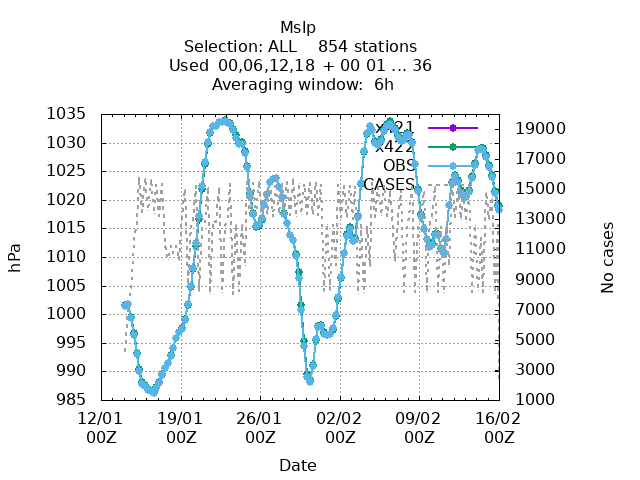 Mslp
Selection: ALL    854 stations
Used  00,06,12,18  + 00 01 ... 36
Averaging window:  6h
1035
1030
1025
1020
1015
1010
1005
1000
995
990
985
hPa
x421
x422
OBS
CASES
19000
17000
15000
13000
11000
9000
7000
5000
3000
1000
No cases
12/01 19/01 26/01 02/02 09/02 16/02
00Z 00Z 00Z 00Z 00Z 00Z
Date